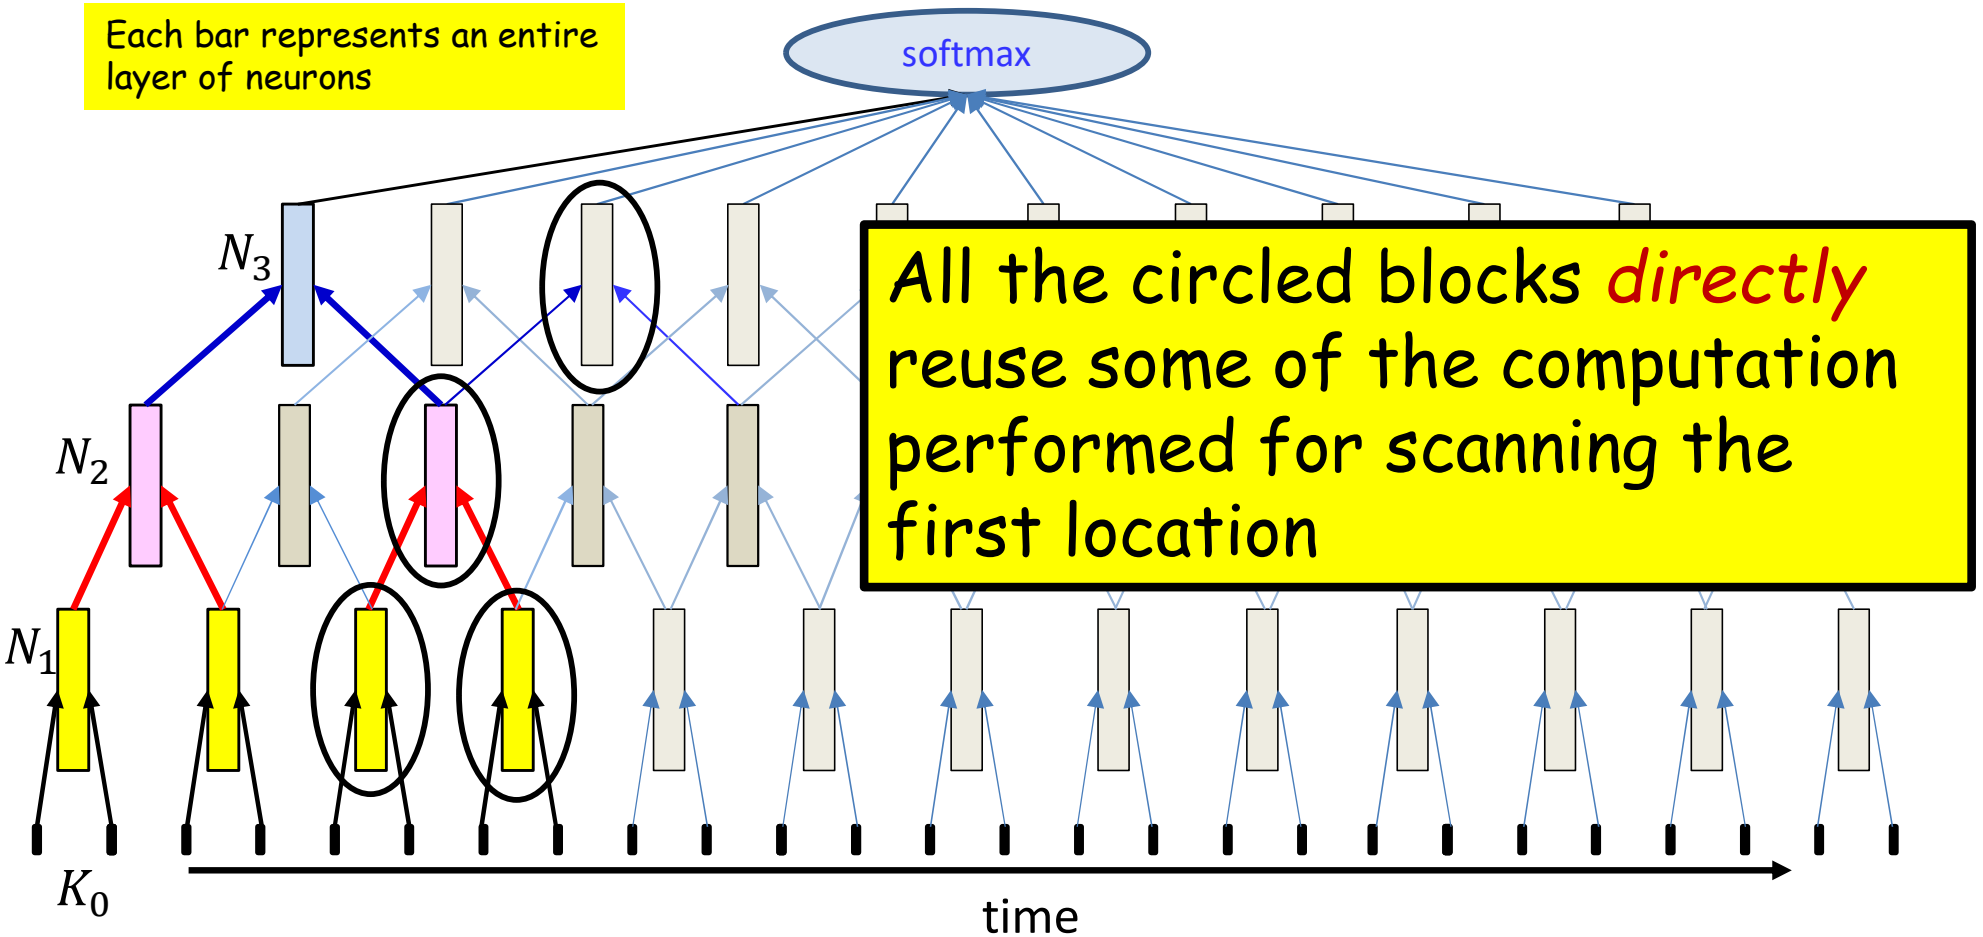 Each bar represents an entire
layer of neurons
softmax
N₃
All the circled blocks directly
reuse some of the computation
performed for scanning the
first location
N₂
N₁
K₀
time